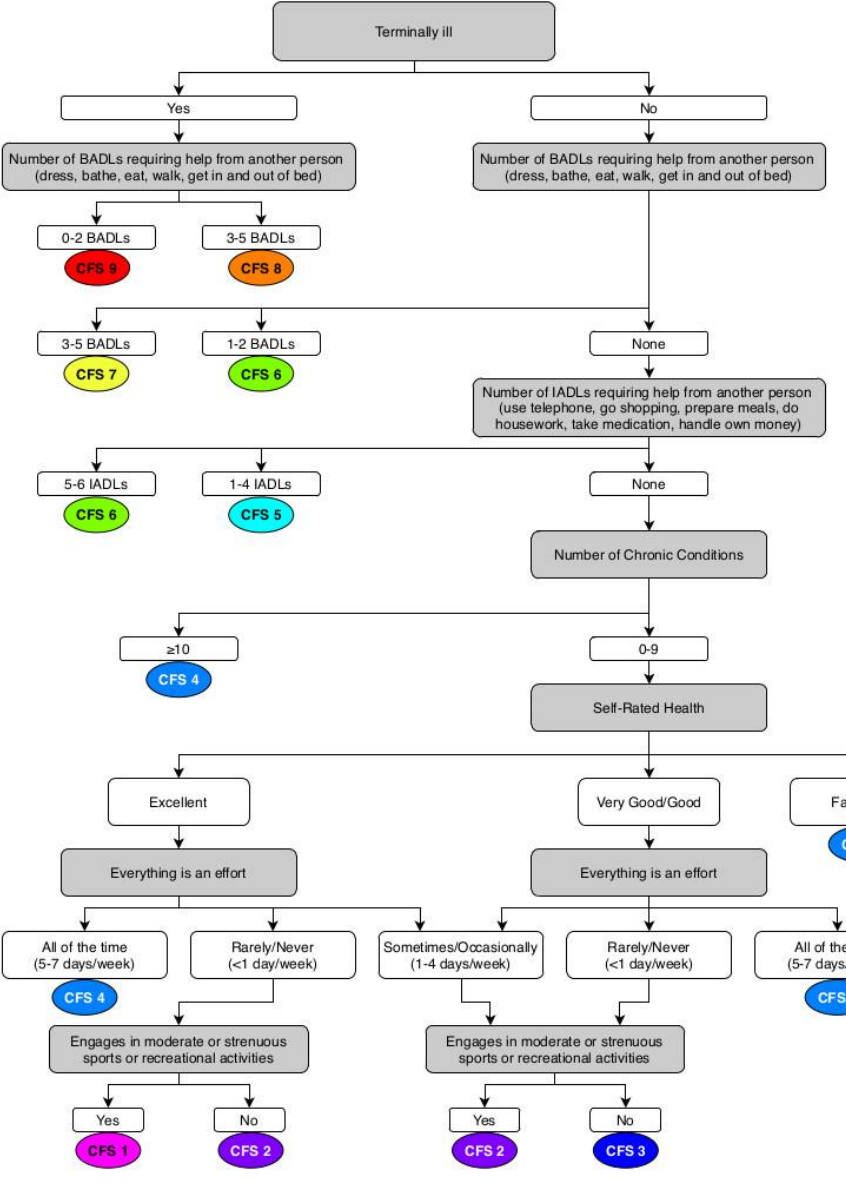 Terminally ill
Yes
No
Number of BADLs requiring help from another person
(dress, bathe, eat, walk, get in and out of bed)
Number of BADLs requiring help from another person
(dress, bathe, eat, walk, get in and out of bed)
0-2 BADLs
3-5 BADLs
CFS 9
CFS 8
3-5 BADLs
1-2 BADLs
None
CFS 7
CFS 6
Number of IADLs requiring help from another person
(use telephone, go shopping, prepare meals, do
housework, take medication, handle own money)
5-6 IADLs
1-4 IADLs
None
CFS 6
CFS 5
Number of Chronic Conditions
≥10
0-9
CFS 4
Self-Rated Health
Excellent
Very Good/Good
Fa
Everything is an effort
Everything is an effort
All of the time
(5-7 days/week)
Rarely/Never
(<1 day/week)
Sometimes/Occasionally
(1-4 days/week)
Rarely/Never
(<1 day/week)
All of the
(5-7 days/
CFS 4
CFS
Engages in moderate or strenuous
sports or recreational activities
Engages in moderate or strenuous
sports or recreational activities
Yes
No
Yes
No
CFS 1
CFS 2
CFS 2
CFS 3